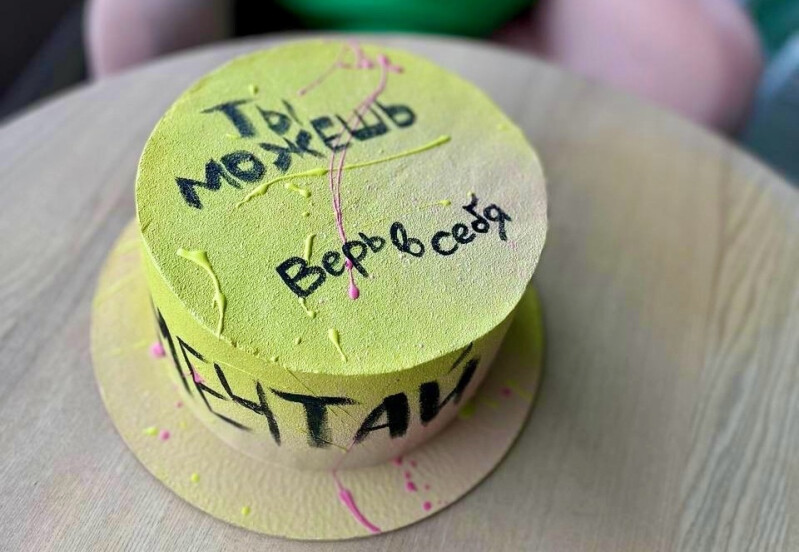 Ты
можешь
Верь в себя
МЕЧТАЙ